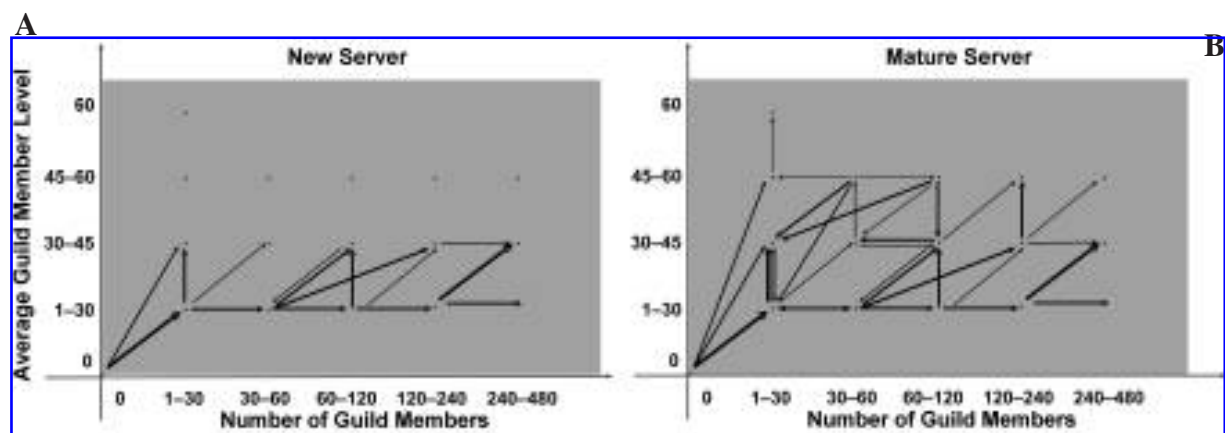 A
B
New Server
Mature Server
Average Guild Member Level
60
45–60
30–45
1–30
0
0 1–30 30–60 60–120 120–240 240–480
Number of Guild Members
60
45–60
30–45
1–30
0
0 1–30 30–60 60–120 120–240 240–480
Number of Guild Members